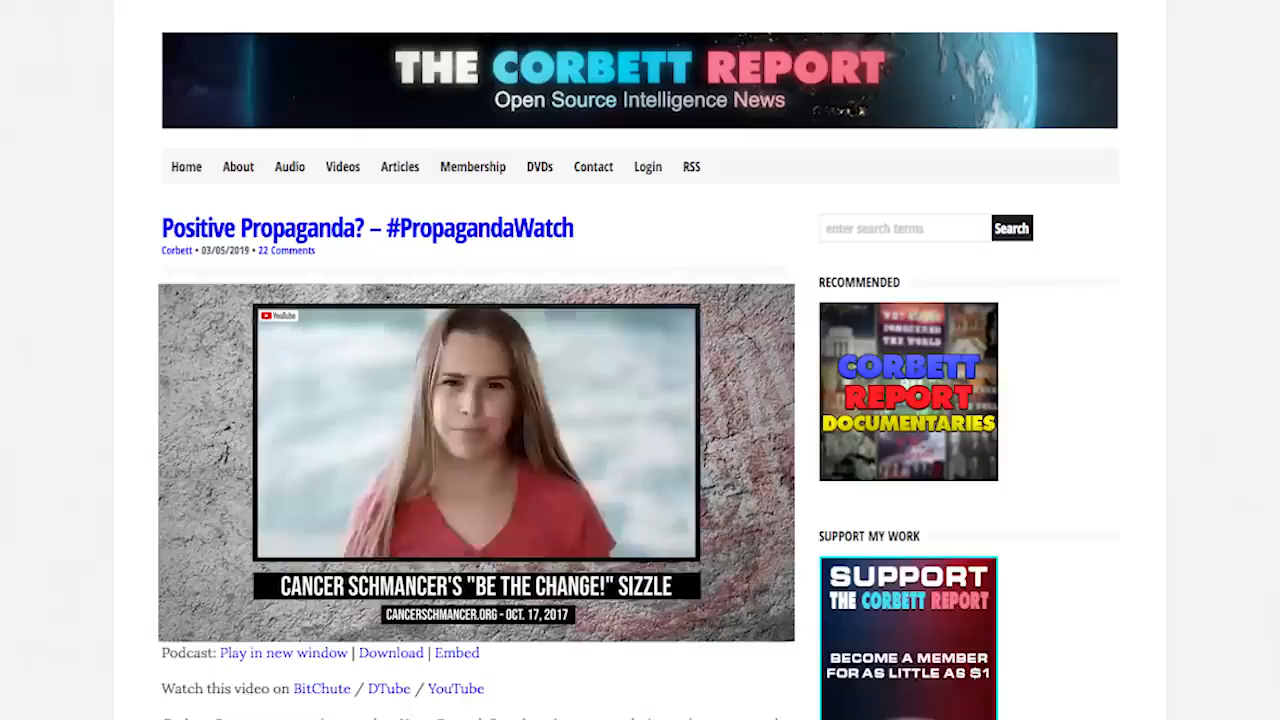 THE CORBETT REPORT
Open Source Intelligence News
Home About Audio Videos Articles Membership DVDs Contact Login RSS
Positive Propaganda? – #PropagandaWatch
Corbett • 03/05/2019 • 22 Comments
enter search terms Search
RECOMMENDED
YouTube
CONQUERED
THE WORLD
CORBETT
REPORT
DOCUMENTARIES
SUPPORT MY WORK
CANCER SCHMANCER'S "BE THE CHANGE!" SIZZLE
CANCERSCHMANCER.ORG - OCT. 17, 2017
SUPPORT
THE CORBETT REPORT
BECOME A MEMBER
FOR AS LITTLE AS $1
Podcast: Play in new window | Download | Embed
Watch this video on BitChute / DTube / YouTube